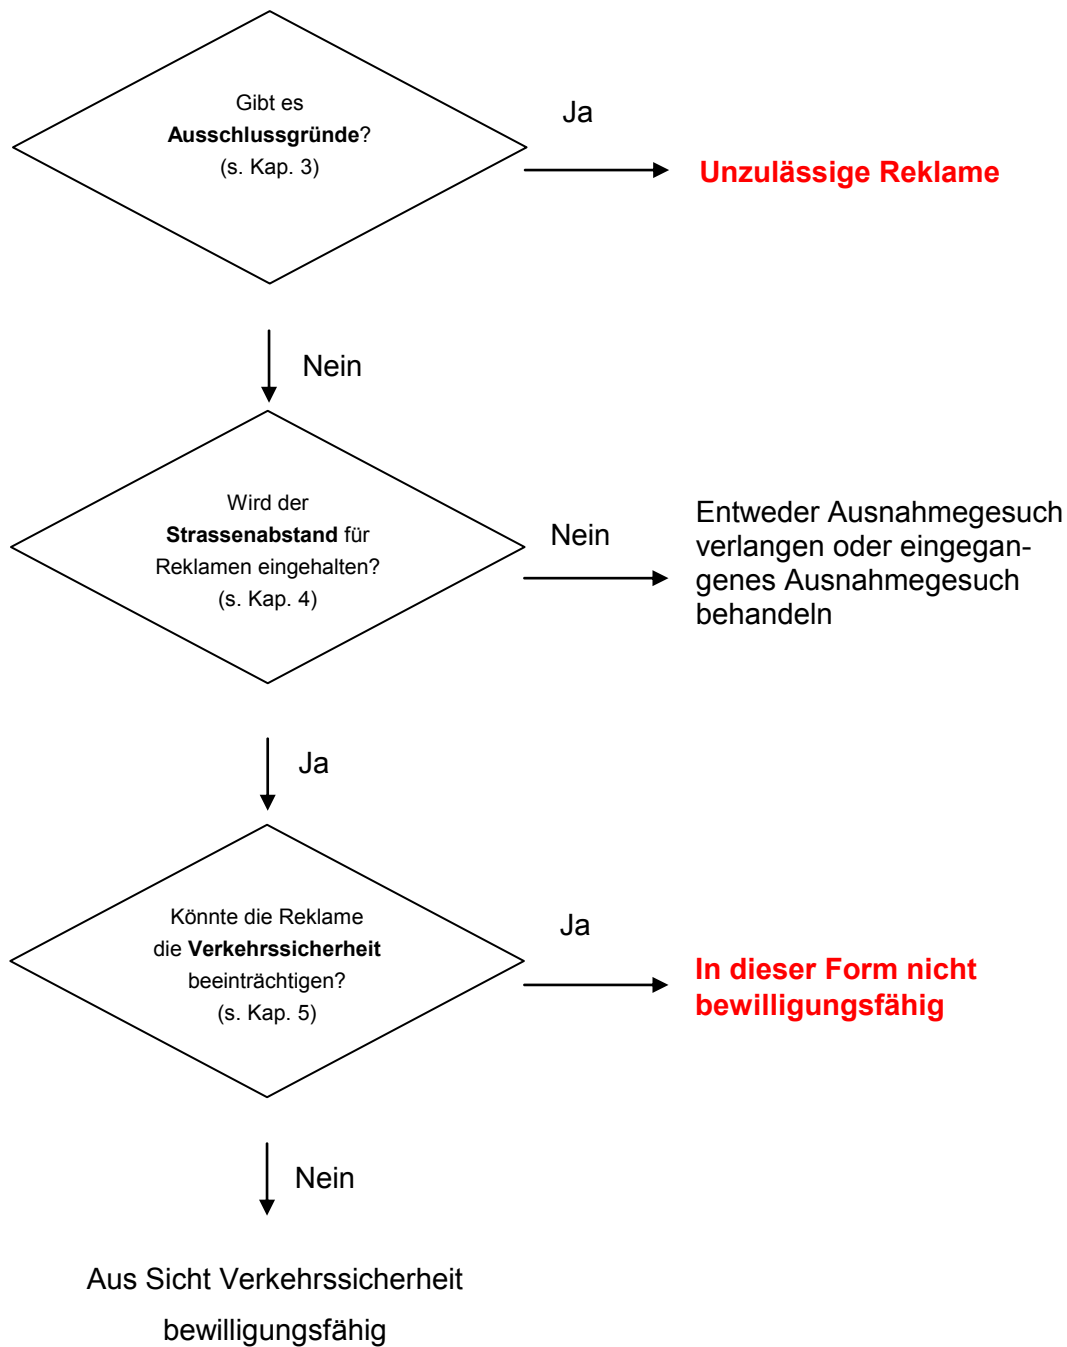 Gibt es
Ausschlussgründe?
(s. Kap. 3)
Ja
Unzulässige Reklame
Nein
Wird der
Strassenabstand für
Reklamen eingehalten?
(s. Kap. 4)
Nein
Entweder Ausnahmegesuch
verlangen oder eingegan-
genes Ausnahmegesuch
behandeln
Ja
Könnte die Reklame
die Verkehrssicherheit
beeinträchtigen?
(s. Kap. 5)
Ja
In dieser Form nicht
bewilligungsfähig
Nein
Aus Sicht Verkehrssicherheit
bewilligungsfähig